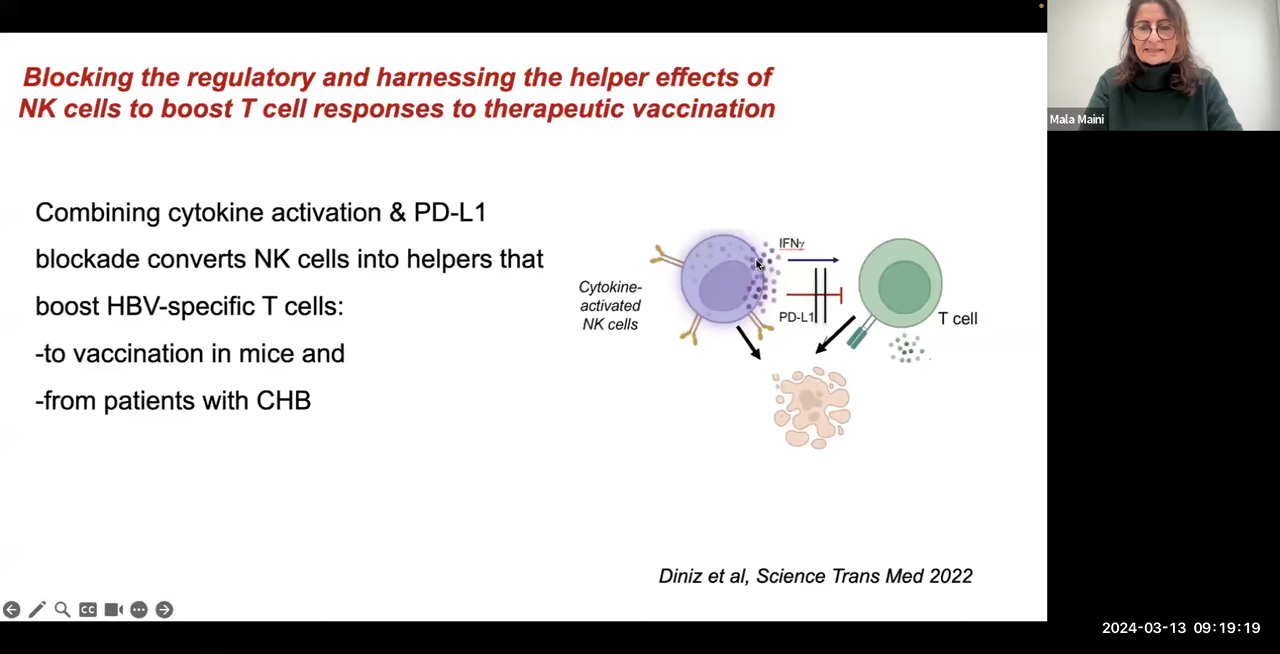 Blocking the regulatory and harnessing the helper effects of
NK cells to boost T cell responses to therapeutic vaccination
Mala Maini
Combining cytokine activation & PD-L1
blockade converts NK cells into helpers that
boost HBV-specific T cells:
-to vaccination in mice and
-from patients with CHB
Cytokine-
activated
NK cells
IFNγ
PD-L1
T cell
Diniz et al, Science Trans Med 2022
CC
2024-03-13 09:19:19